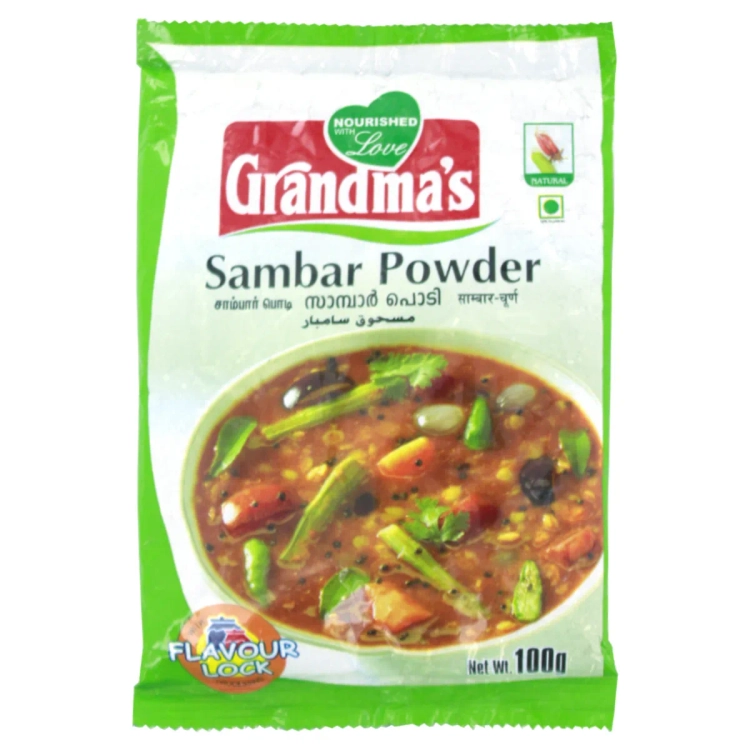 NOURISHED
WITH
Love
Grandma's
NATURAL
Sambar Powder
சாம்பார் பொடி സാമ്പാർ പൊടി साम्बार-चूर्ण
مسحوق سامبار
FLAVOUR
LOCK
Net Wt. 100g